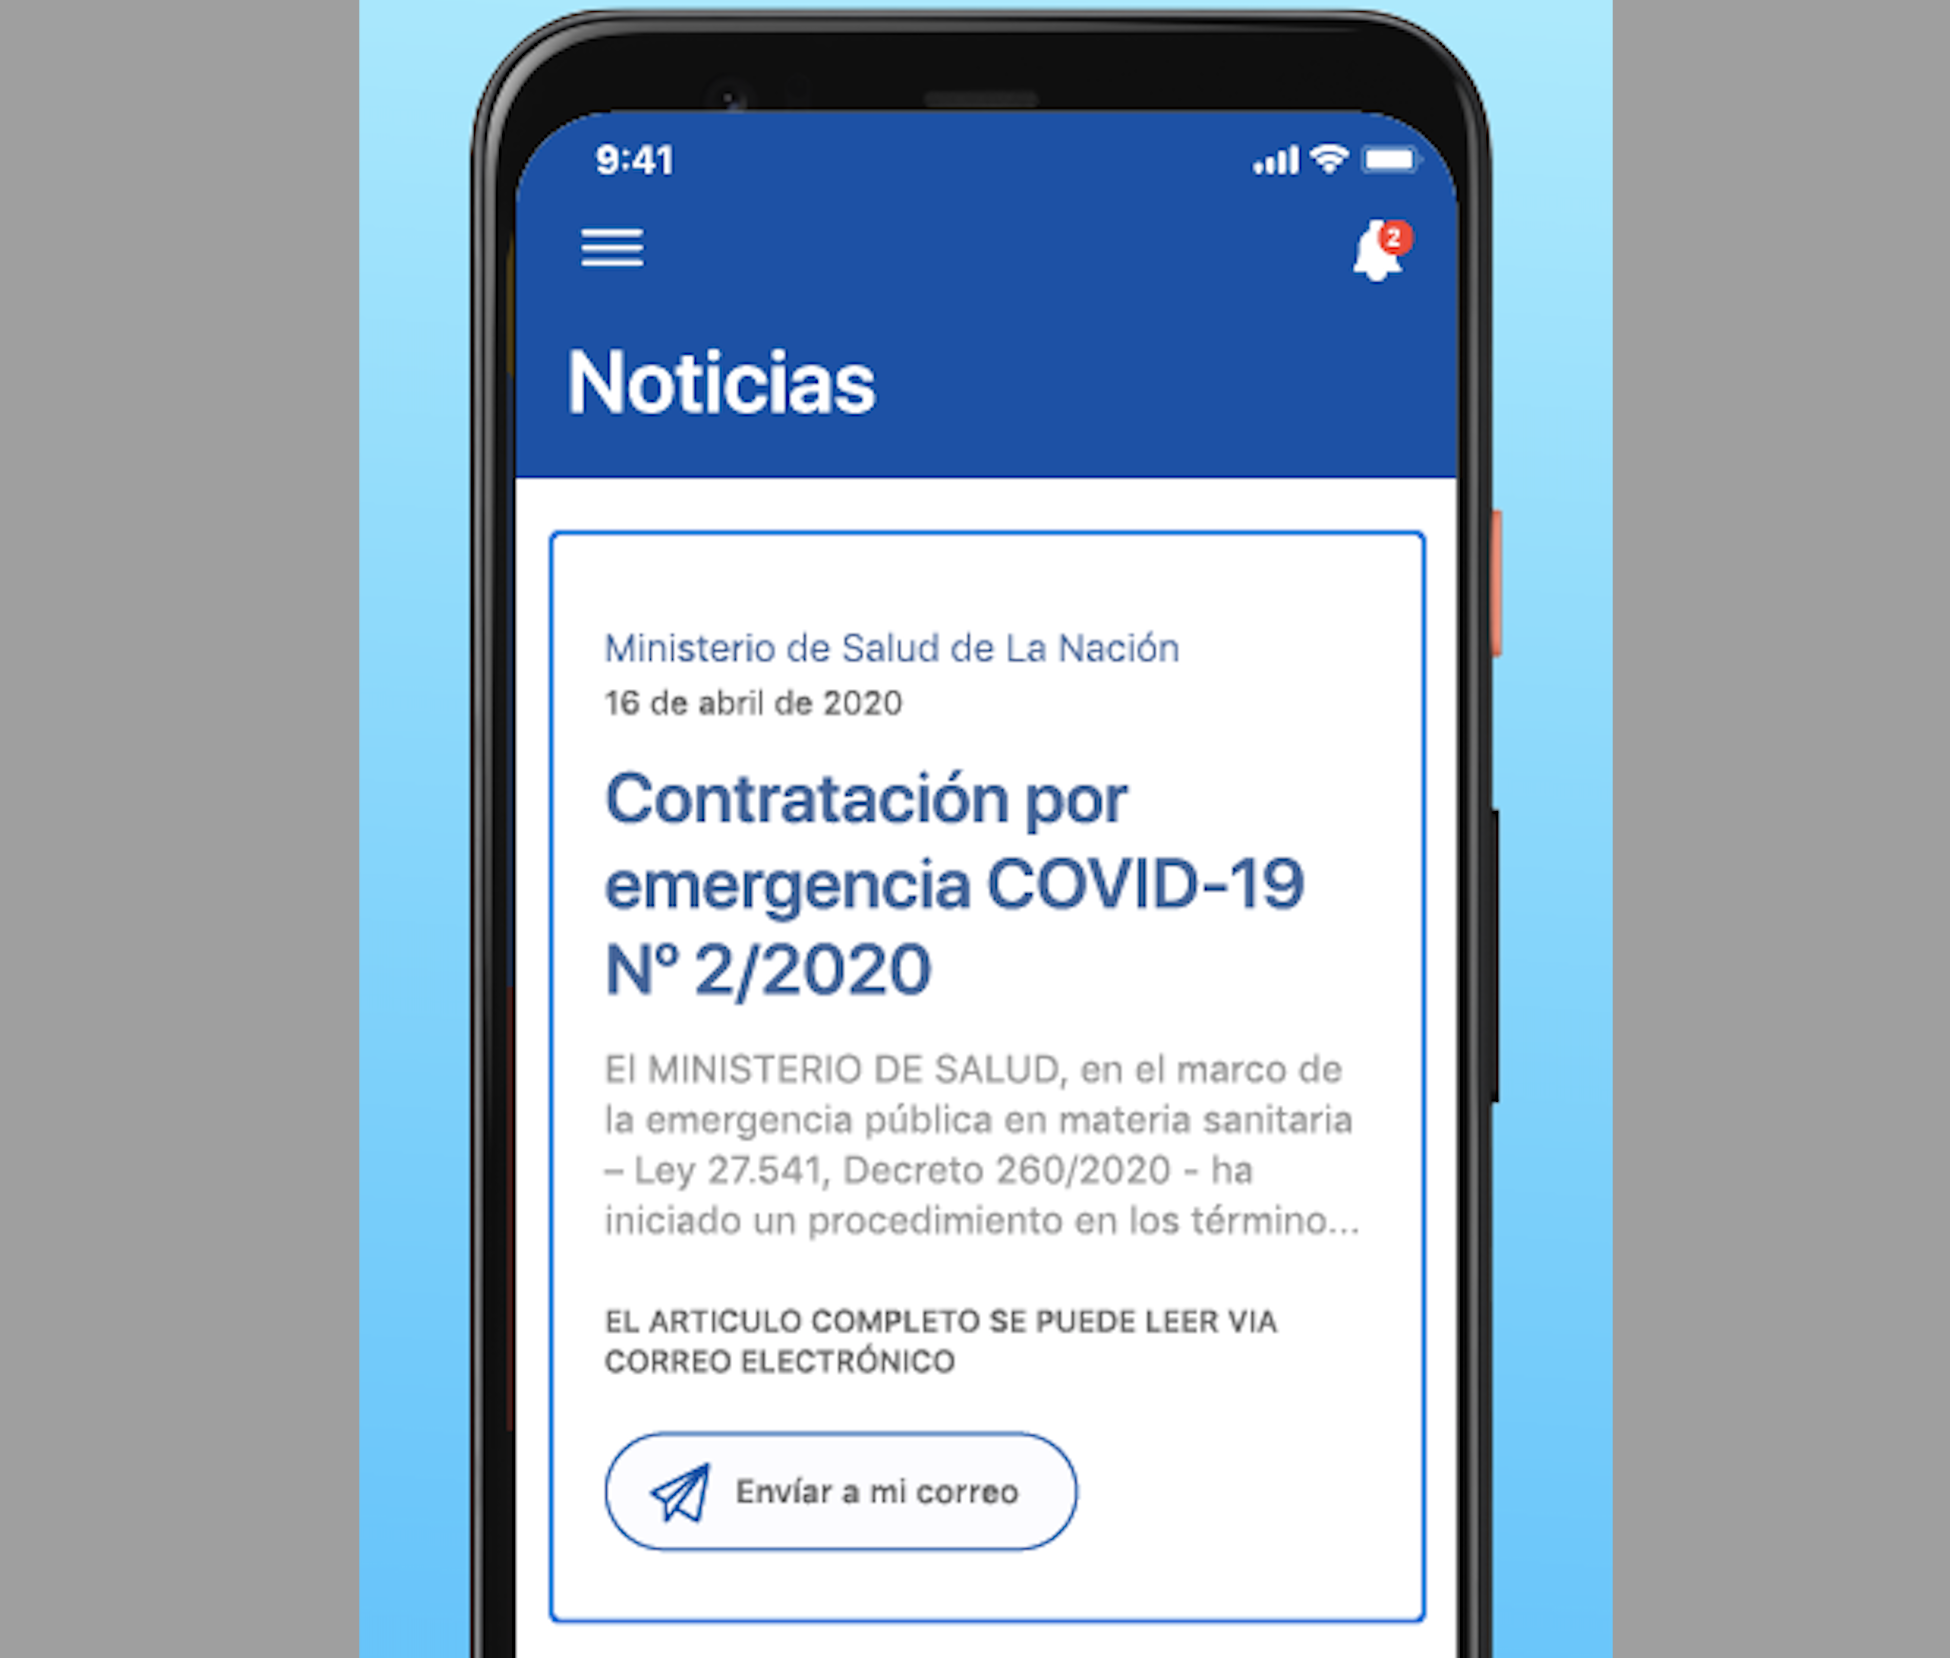 9:41
2
Noticias
Ministerio de Salud de La Nación
16 de abril de 2020
Contratación por
emergencia COVID-19
Nº 2/2020
El MINISTERIO DE SALUD, en el marco de
la emergencia pública en materia sanitaria
– Ley 27.541, Decreto 260/2020 - ha
iniciado un procedimiento en los término...
EL ARTICULO COMPLETO SE PUEDE LEER VIA
CORREO ELECTRÓNICO
Envíar a mi correo